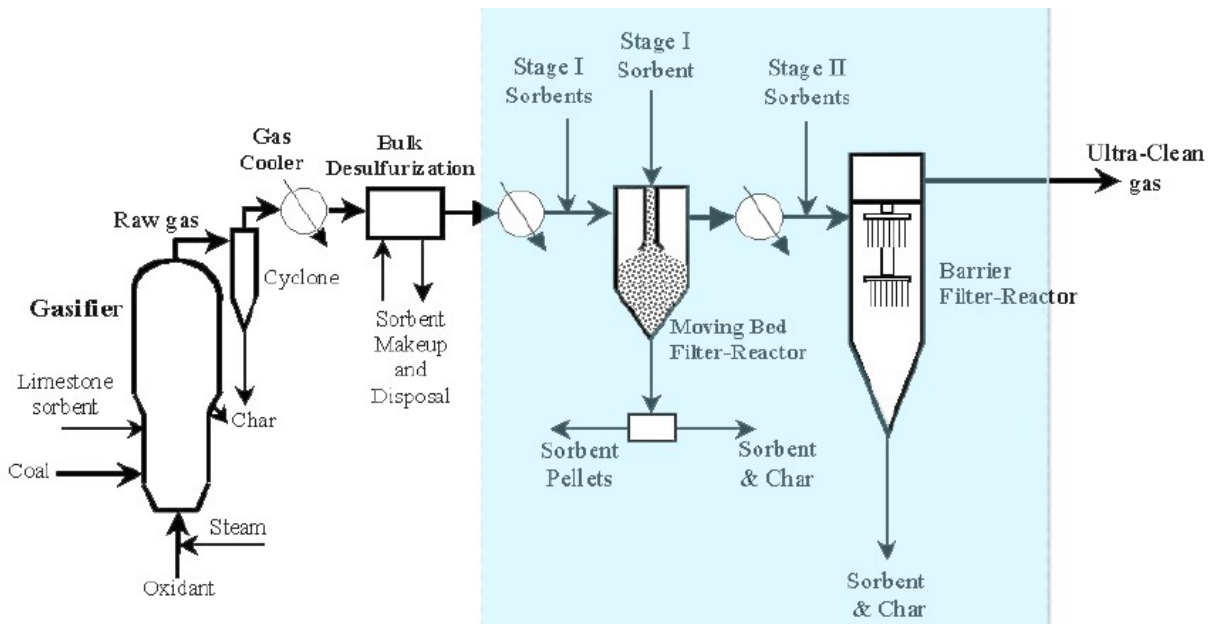 Stage I
Sorbents
Stage I
Sorbent
Stage II
Sorbents
Gas
Cooler
Bulk
Desulfurization
Ultra-Clean
gas
Raw gas
Cyclone
Gasifier
Barrier
Filter-Reactor
Sorbent
Makeup
and
Disposal
Moving Bed
Filter-Reactor
Limestone
sorbent
Char
Coal
Sorbent
Pellets
Sorbent
& Char
Steam
Oxidant
Sorbent
& Char